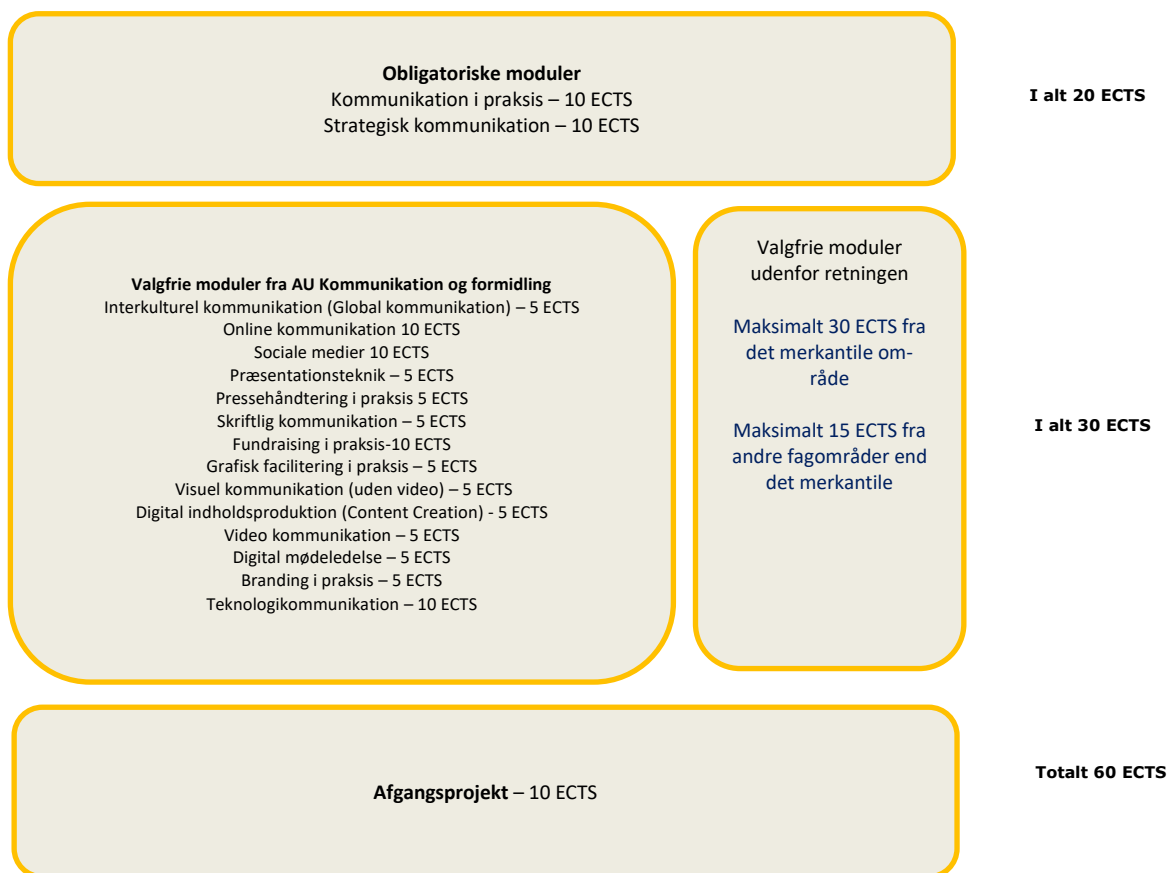 Obligatoriske moduler
Kommunikation i praksis – 10 ECTS
Strategisk kommunikation – 10 ECTS
I alt 20 ECTS
Valgfrie moduler fra AU Kommunikation og formidling
Interkulturel kommunikation (Global kommunikation) – 5 ECTS
Online kommunikation 10 ECTS
Sociale medier 10 ECTS
Præsentationsteknik – 5 ECTS
Pressehåndtering i praksis 5 ECTS
Skriftlig kommunikation – 5 ECTS
Fundraising i praksis-10 ECTS
Grafisk facilitering i praksis – 5 ECTS
Visuel kommunikation (uden video) – 5 ECTS
Digital indholdsproduktion (Content Creation) - 5 ECTS
Video kommunikation – 5 ECTS
Digital mødeledelse – 5 ECTS
Branding i praksis – 5 ECTS
Teknologikommunikation – 10 ECTS
Valgfrie moduler
udenfor retningen
Maksimalt 30 ECTS fra
det merkantile om-
råde
Maksimalt 15 ECTS fra
andre fagområder end
det merkantile
I alt 30 ECTS
Afgangsprojekt – 10 ECTS
Totalt 60 ECTS